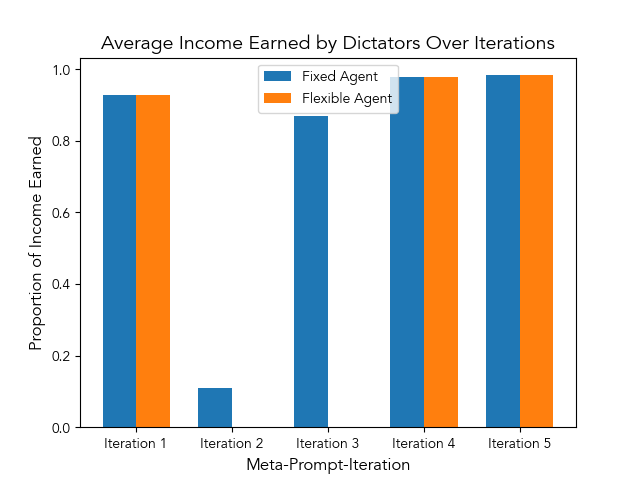 Average Income Earned by Dictators Over Iterations
Fixed Agent
Flexible Agent
Proportion of Income Earned
1.0
0.8
0.6
0.4
0.2
0.0
Iteration 1
Iteration 2
Iteration 3
Iteration 4
Iteration 5
Meta-Prompt-Iteration